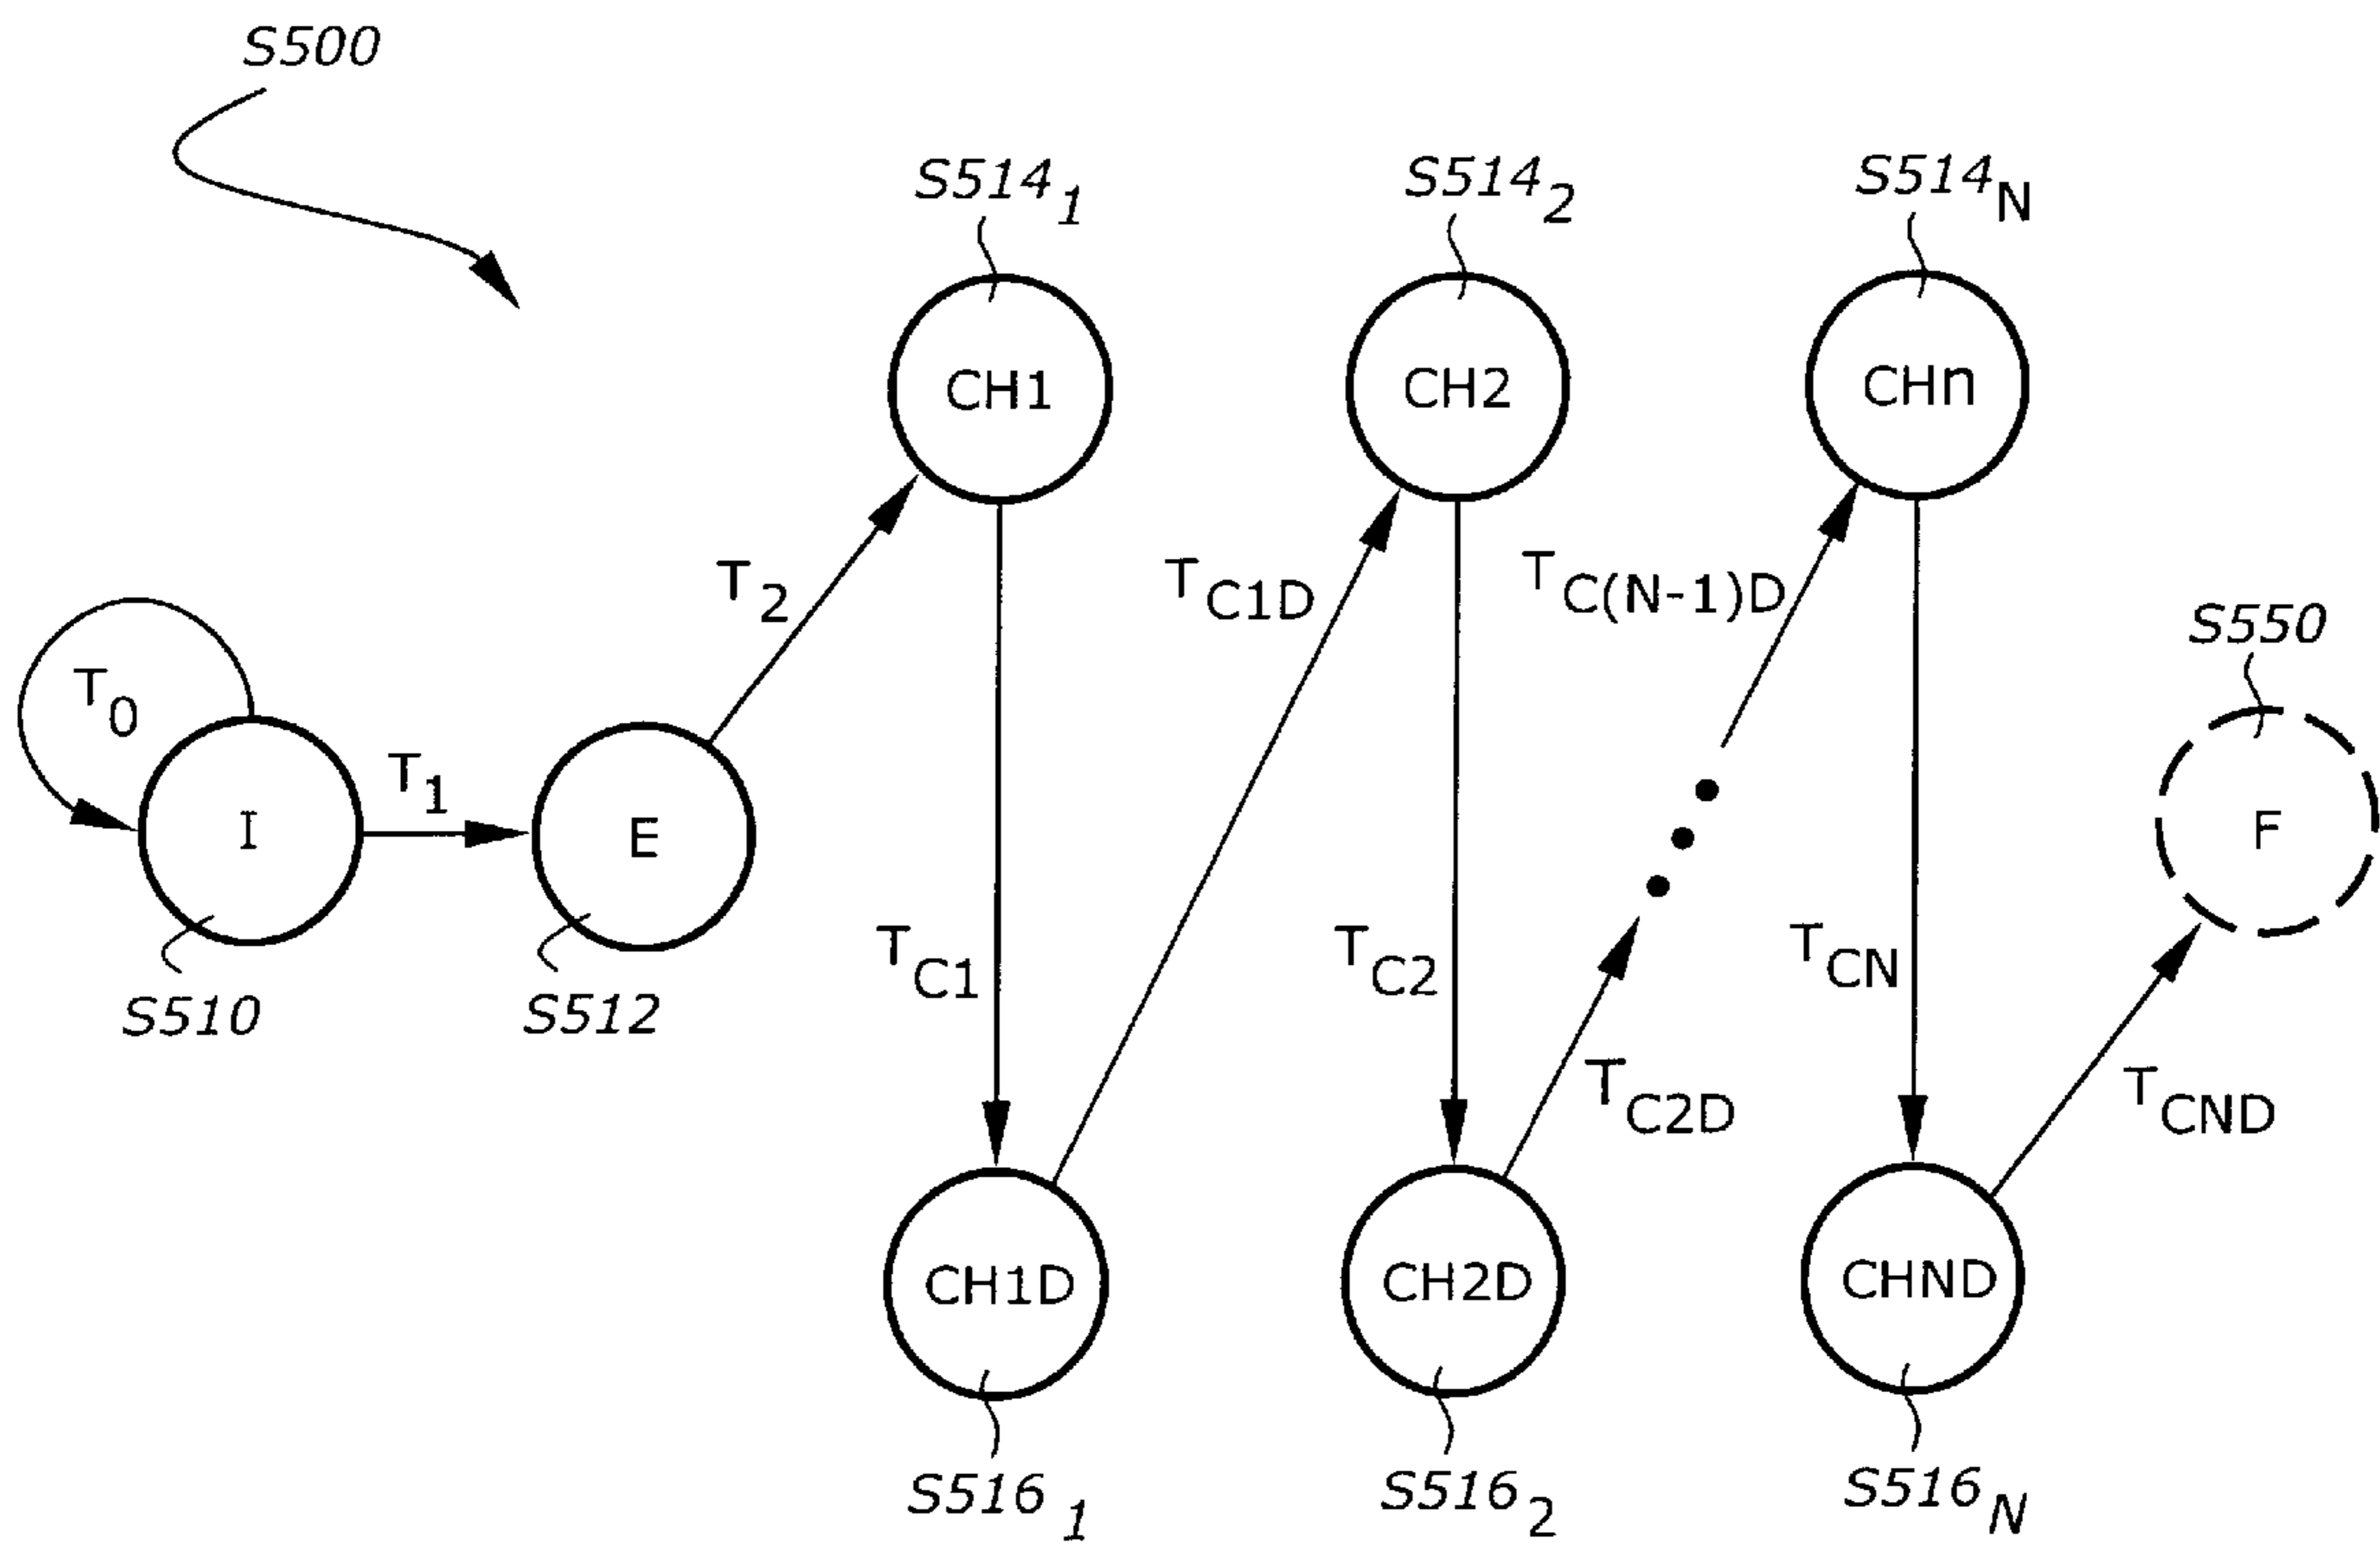 S500
S514 1
S514 2
S514 N
CH1
CH2
CHn
T 2
T C1D
T C(N-1)D
S550
T 0
T 1
I
E
F
T C1
T C2
T CN
S510
S512
T C2D
T CND
CH1D
CH2D
CHND
S516 1
S516 2
S516 N